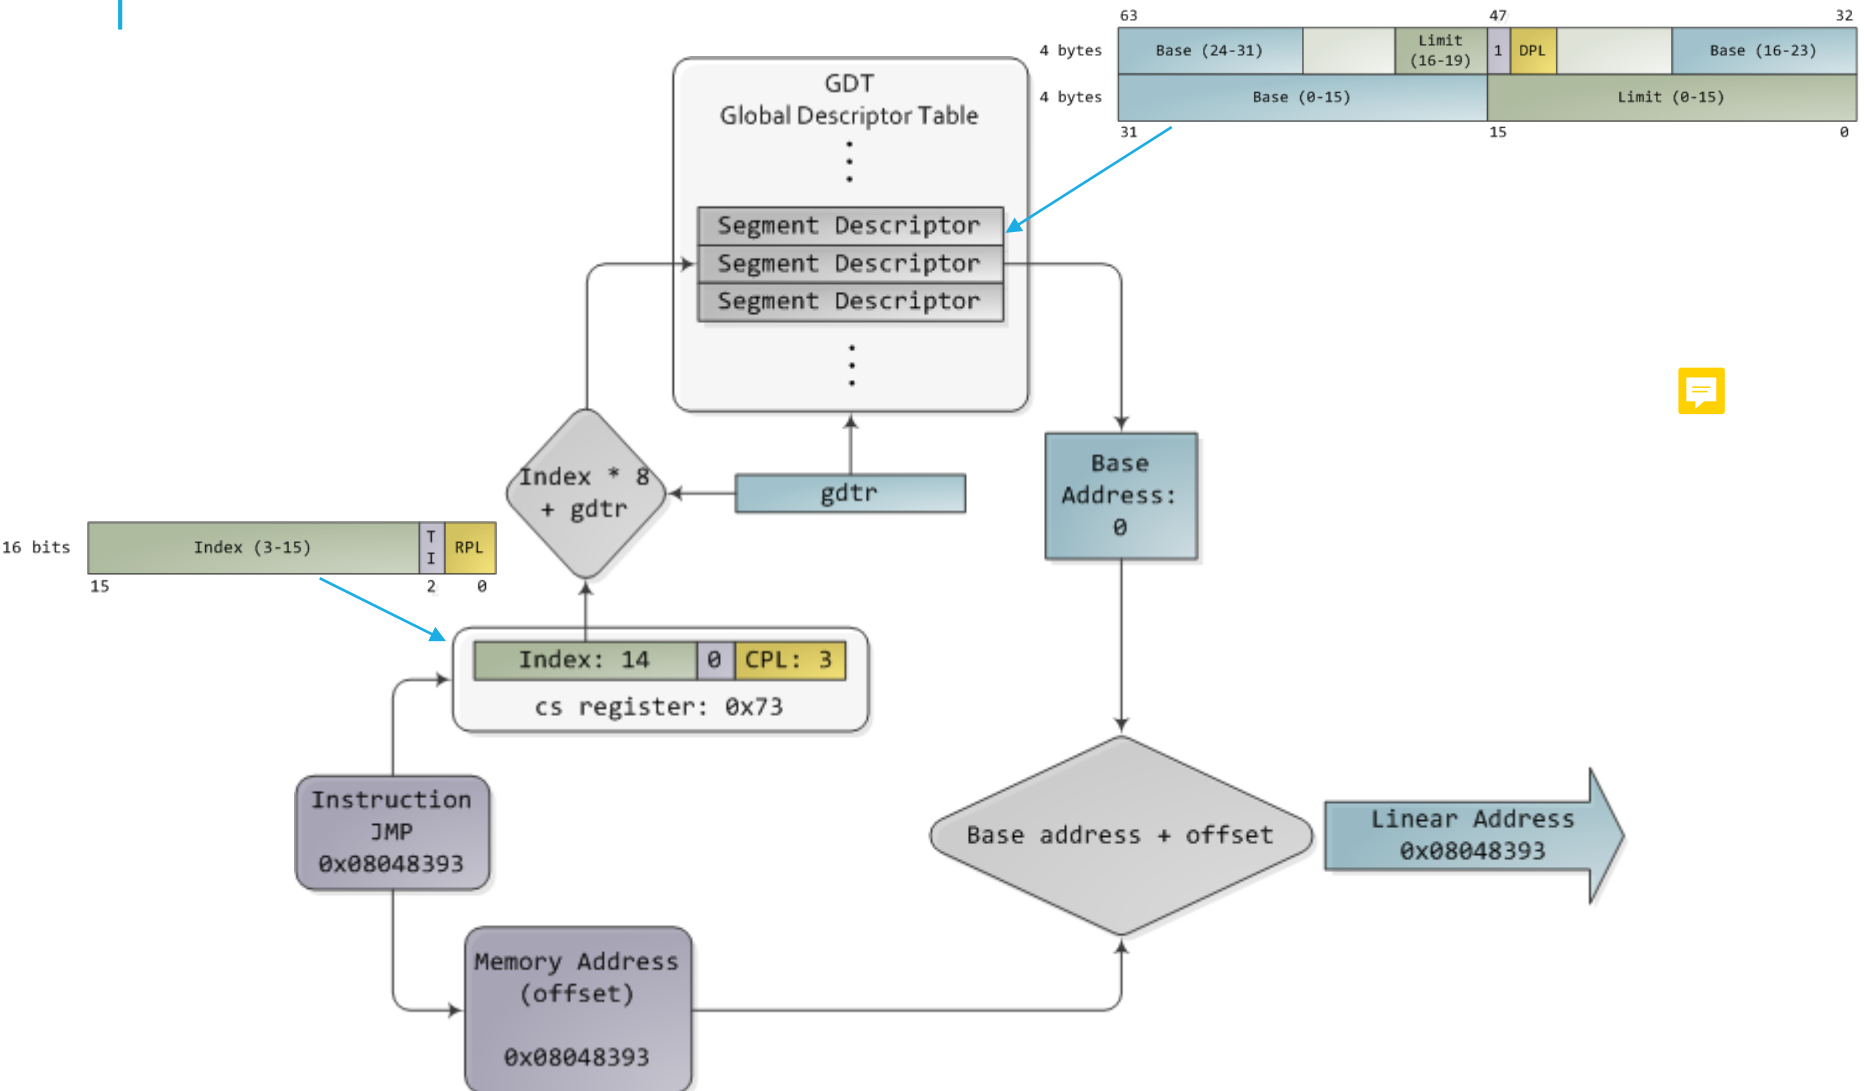 63 47 32
4 bytes Base (24-31) Limit (16-19) 1 DPL Base (16-23)
4 bytes Base (0-15) Limit (0-15)
31 15 0
GDT
Global Descriptor Table
Segment Descriptor
Segment Descriptor
Segment Descriptor
Index * 8
+ gdtr
gdtr
Base
Address:
0
16 bits Index (3-15) TI RPL
15 2 0
Index: 14 0 CPL: 3
cs register: 0x73
Instruction
JMP
0x08048393
Base address + offset
Linear Address
0x08048393
Memory Address
(offset)
0x08048393